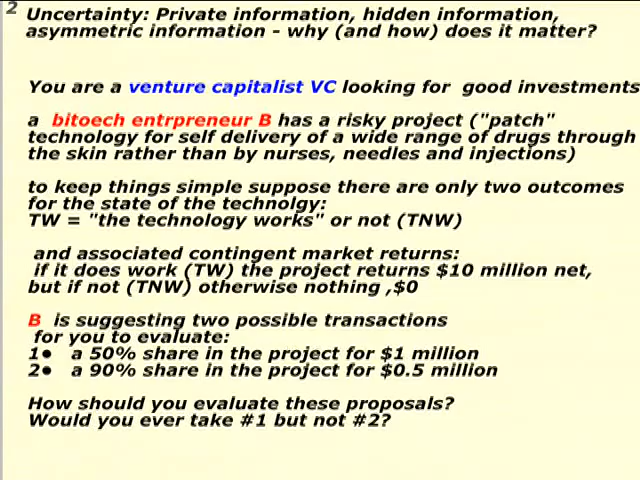 2
Uncertainty: Private information, hidden information,
asymmetric information - why (and how) does it matter?
You are a venture capitalist VC looking for good investments
a bitoech entrpreneur B has a risky project ("patch"
technology for self delivery of a wide range of drugs through
the skin rather than by nurses, needles and injections)
to keep things simple suppose there are only two outcomes
for the state of the technolgy:
TW = "the technology works" or not (TNW)
and associated contingent market returns:
if it does work (TW) the project returns $10 million net,
but if not (TNW) otherwise nothing ,$0
B is suggesting two possible transactions
for you to evaluate:
1• a 50% share in the project for $1 million
2• a 90% share in the project for $0.5 million
How should you evaluate these proposals?
Would you ever take #1 but not #2?